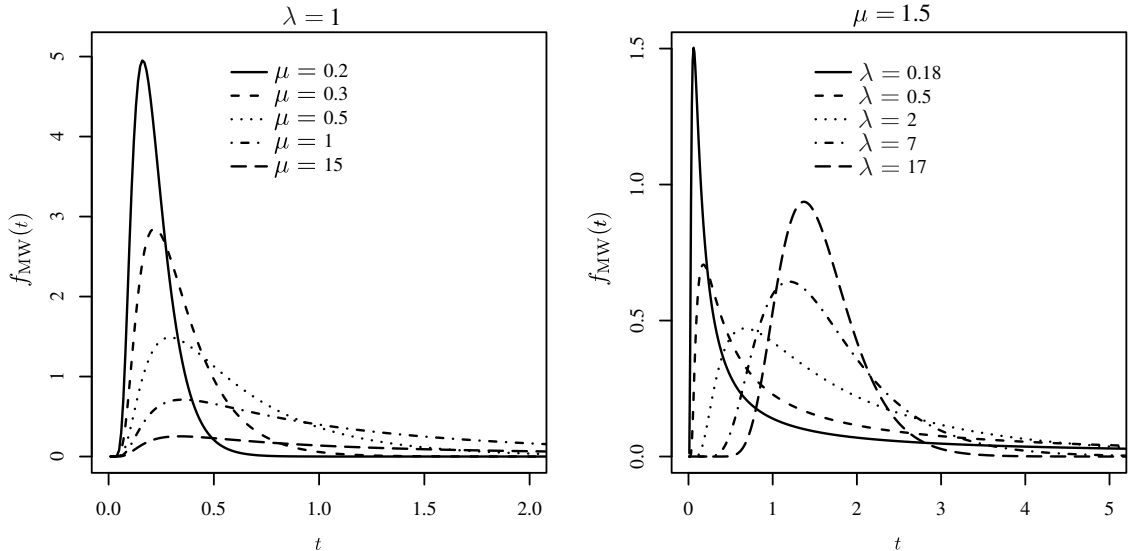 λ = 1
f_MW(t)
5
4
3
2
1
0
μ = 0.2
μ = 0.3
μ = 0.5
μ = 1
μ = 15
0.0 0.5 1.0 1.5 2.0
t
μ = 1.5
f_MW(t)
1.5
1.0
0.5
0.0
λ = 0.18
λ = 0.5
λ = 2
λ = 7
λ = 17
0 1 2 3 4 5
t